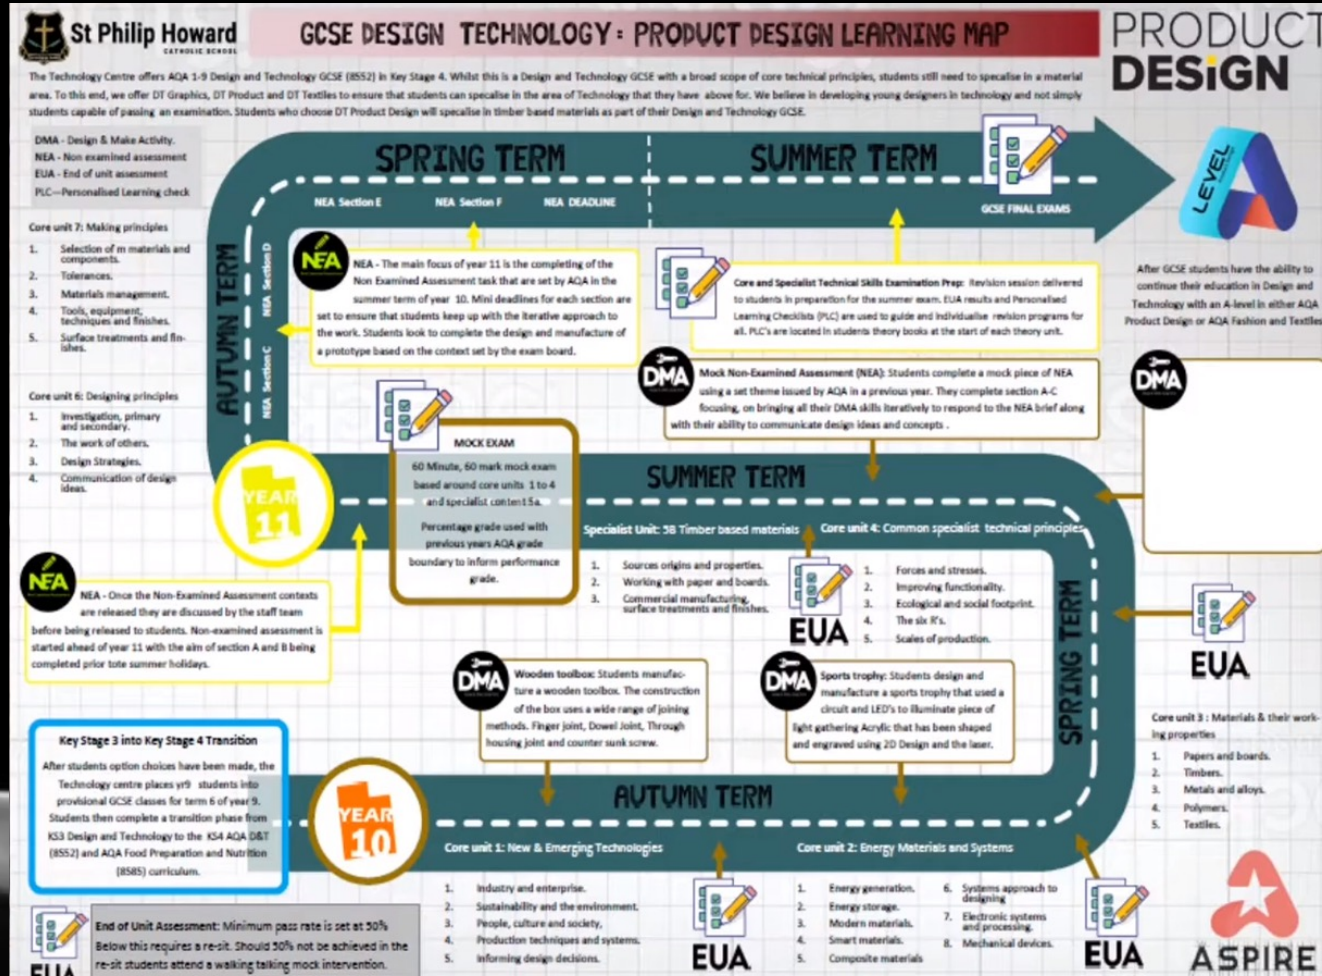 St Philip Howard
CATHOLIC SCHOOL
GCSE DESIGN TECHNOLOGY: PRODUCT DESIGN LEARNING MAP
PRODUCT
DESiGN
The Technology Centre offers AQA 1-9 Design and Technology GCSE (8552) in Key Stage 4. Whilst this is a Design and Technology GCSE with a broad scope of core technical principles, students still need to specialise in a material
area. To this end, we offer DT Graphics, DT Product and DT Textiles to ensure that students can specialise in the area of Technology that they have above for. We believe in developing young designers in technology and not simply
students capable of passing an examination. Students who choose DT Product Design will specialise in timber based materials as part of their Design and Technology GCSE.
DMA - Design & Make Activity.
NEA - Non examined assessment
EUA - End of unit assessment
PLC—Personalised Learning check
SPRING TERM
SUMMER TERM
NEA Section E
NEA Section F
NEA DEADLINE
GCSE FINAL EXAMS
LEVEL
A
After GCSE students have the ability to
continue their education in Design and
Technology with an A-level in either AQA
Product Design or AQA Fashion and Textiles
Core unit 7: Making principles
1. Selection of m materials and
components.
2. Tolerances.
3. Materials management.
4. Tools, equipment,
techniques and finishes.
5. Surface treatments and fin-
ishes.
AUTUMN TERM
NEA Section D
NEA Section C
NEA
NEA - The main focus of year 11 is the completing of the
Non Examined Assessment task that are set by AQA in the
summer term of year 10. Mini deadlines for each section are
set to ensure that students keep up with the iterative approach to
the work. Students look to complete the design and manufacture of
a prototype based on the context set by the exam board.
Core and Specialist Technical Skills Examination Prep: Revision session delivered
to students in preparation for the summer exam. EUA results and Personalised
Learning Checklists (PLC) are used to guide and individualise revision programs for
all. PLC's are located in students theory books at the start of each theory unit.
DMA
Mock Non-Examined Assessment (NEA): Students complete a mock piece of NEA
using a set theme issued by AQA in a previous year. They complete section A-C
focusing, on bringing all their DMA skills iteratively to respond to the NEA brief along
with their ability to communicate design ideas and concepts .
DMA
Core unit 6: Designing principles
1. Investigation, primary
and secondary.
2. The work of others.
3. Design Strategies.
4. Communication of design
ideas.
MOCK EXAM
60 Minute, 60 mark mock exam
based around core units 1 to 4
and specialist content 5a.
Percentage grade used with
previous years AQA grade
boundary to inform performance
grade.
YEAR
11
SUMMER TERM
Specialist Unit: 5B Timber based materials
Core unit 4: Common specialist technical principles
1. Sources origins and properties.
2. Working with paper and boards.
3. Commercial manufacturing,
surface treatments and finishes.
EUA
1. Forces and stresses.
2. Improving functionality.
3. Ecological and social footprint.
4. The six R's.
5. Scales of production.
SPRING TERM
EUA
NEA
NEA - Once the Non-Examined Assessment contexts
are released they are discussed by the staff team
before being released to students. Non-examined assessment is
started ahead of year 11 with the aim of section A and B being
completed prior tote summer holidays.
DMA
Wooden toolbox: Students manufac-
ture a wooden toolbox. The construction
of the box uses a wide range of joining
methods. Finger joint, Dowel Joint, Through
housing joint and counter sunk screw.
DMA
Sports trophy: Students design and
manufacture a sports trophy that used a
circuit and LED's to illuminate piece of
light gathering Acrylic that has been shaped
and engraved using 2D Design and the laser.
Core unit 3 : Materials & their work-
ing properties
1. Papers and boards.
2. Timbers.
3. Metals and alloys.
4. Polymers.
5. Textiles.
Key Stage 3 into Key Stage 4 Transition
After students option choices have been made, the
Technology centre places yr9 students into
provisional GCSE classes for term 6 of year 9.
Students then complete a transition phase from
KS3 Design and Technology to the KS4 AQA D&T
(8552) and AQA Food Preparation and Nutrition
(8585) curriculum.
YEAR
10
AUTUMN TERM
Core unit 1: New & Emerging Technologies
Core unit 2: Energy Materials and Systems
1. Industry and enterprise.
2. Sustainability and the environment.
3. People, culture and society,
4. Production techniques and systems.
5. Informing design decisions.
EUA
1. Energy generation.
2. Energy storage.
3. Modern materials.
4. Smart materials.
5. Composite materials
6. Systems approach to
designing
7. Electronic systems
and processing.
8. Mechanical devices.
EUA
ASPIRE
EUA
End of Unit Assessment: Minimum pass rate is set at 50%
Below this requires a re-sit. Should 50% not be achieved in the
re-sit students attend a walking talking mock intervention.